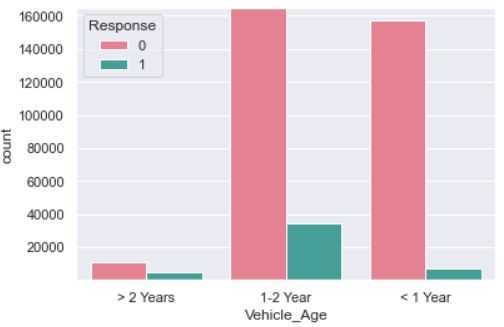 160000
140000
120000
100000
80000
60000
40000
20000
count
Response
0
1
> 2 Years
1-2 Year
< 1 Year
Vehicle_Age